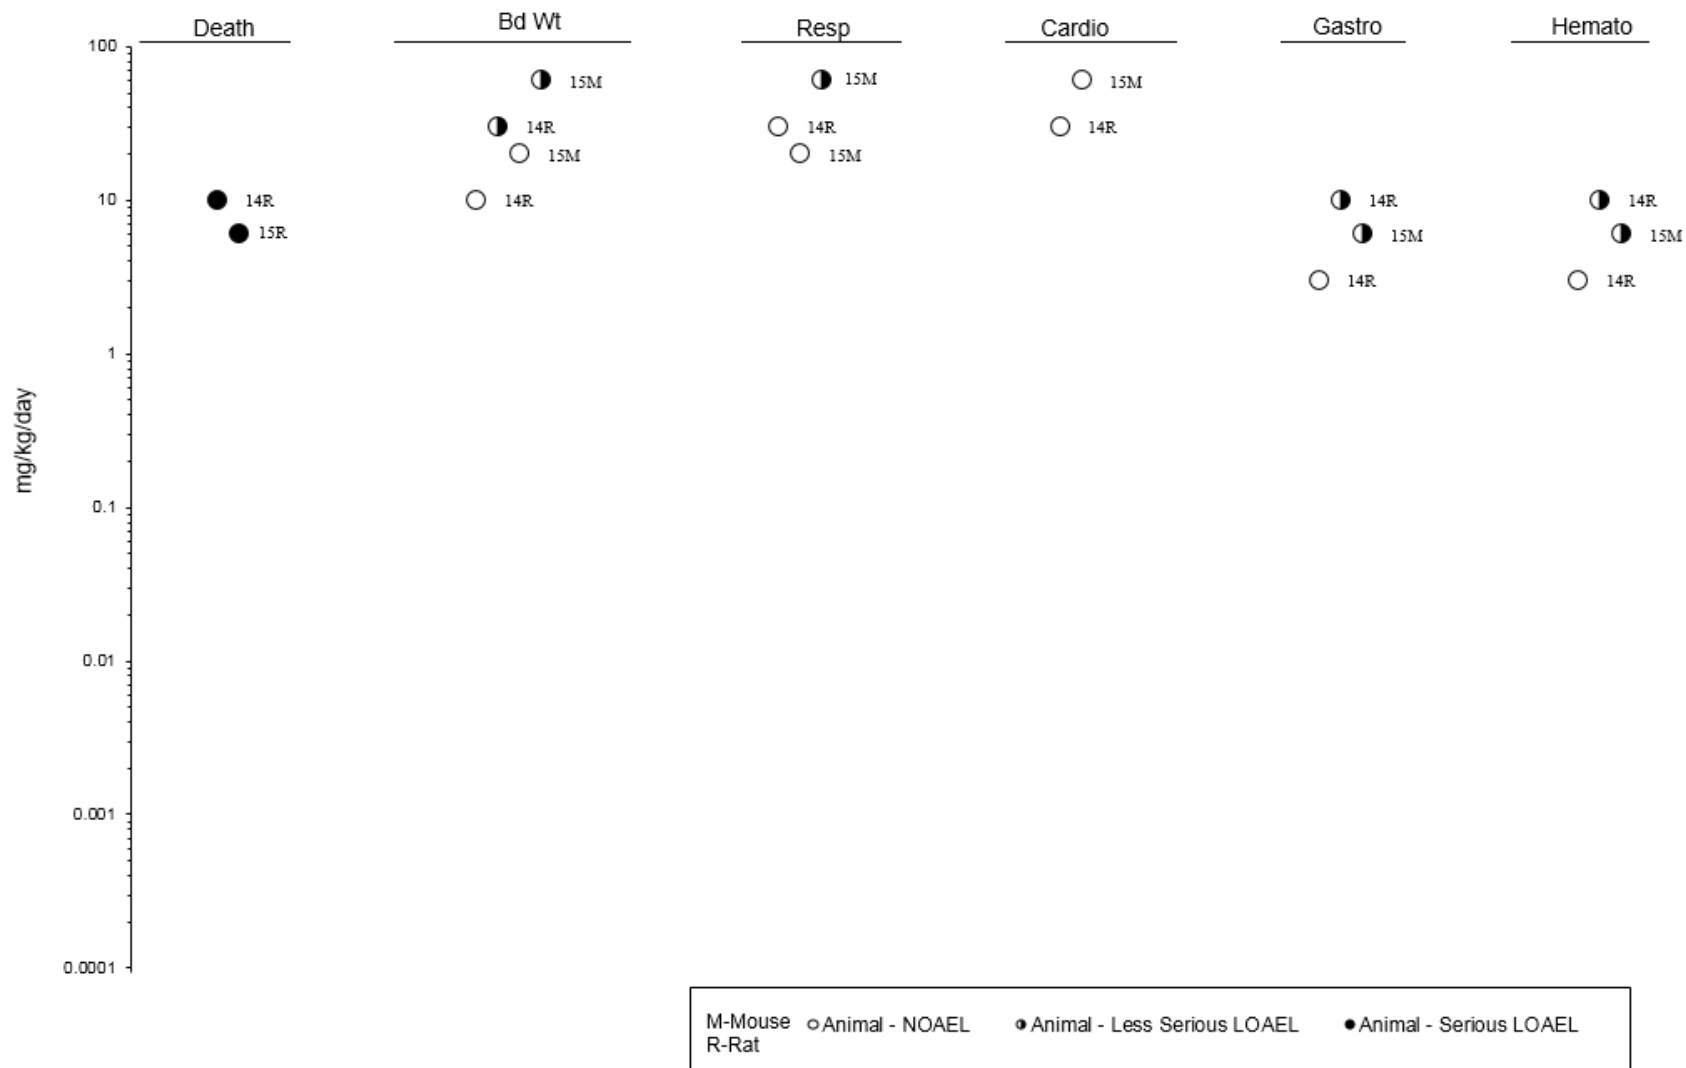 Death Bd Wt Resp Cardio Gastro Hemato
100
15M 15M 15M
14R 14R 14R
15M 15M
10 14R 14R 14R 14R
15R 15M 15M
14R 14R
1
mg/kg/day
0.1
0.01
0.001
0.0001
M-Mouse Animal - NOAEL Animal - Less Serious LOAEL Animal - Serious LOAEL
R-Rat